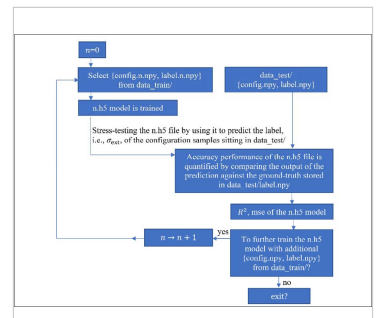 n=0
Select {config.n.npy, label.n.npy}
from data_train/
data_test/
{config.npy, label.npy}
n.h5 model is trained
Stress-testing the n.h5 file by using it to predict the label,
i.e., σext, of the configuration samples sitting in data_test/
Accuracy performance of the n.h5 file is
quantified by comparing the output of the
prediction against the ground-truth stored
in data_test/label.npy
R², mse of the n.h5 model
yes
n → n + 1
To further train the n.h5
model with additional
{config.npy, label.npy}
from data_train/?
no
exit?